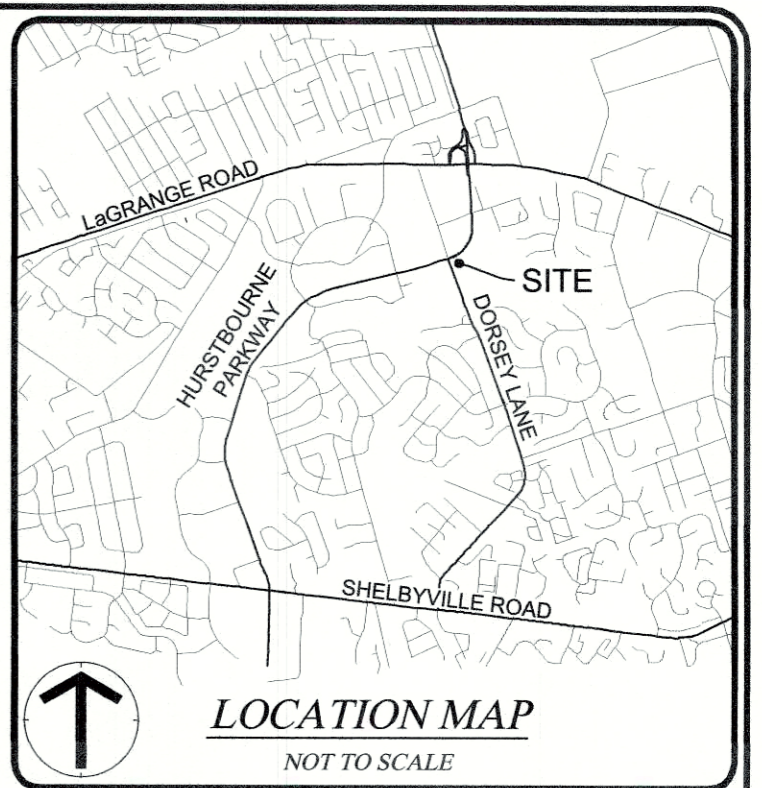 LaGRANGE ROAD
SITE
HURSTBOURNE
PARKWAY
DORSEY LANE
SHELBYVILLE ROAD
LOCATION MAP
NOT TO SCALE